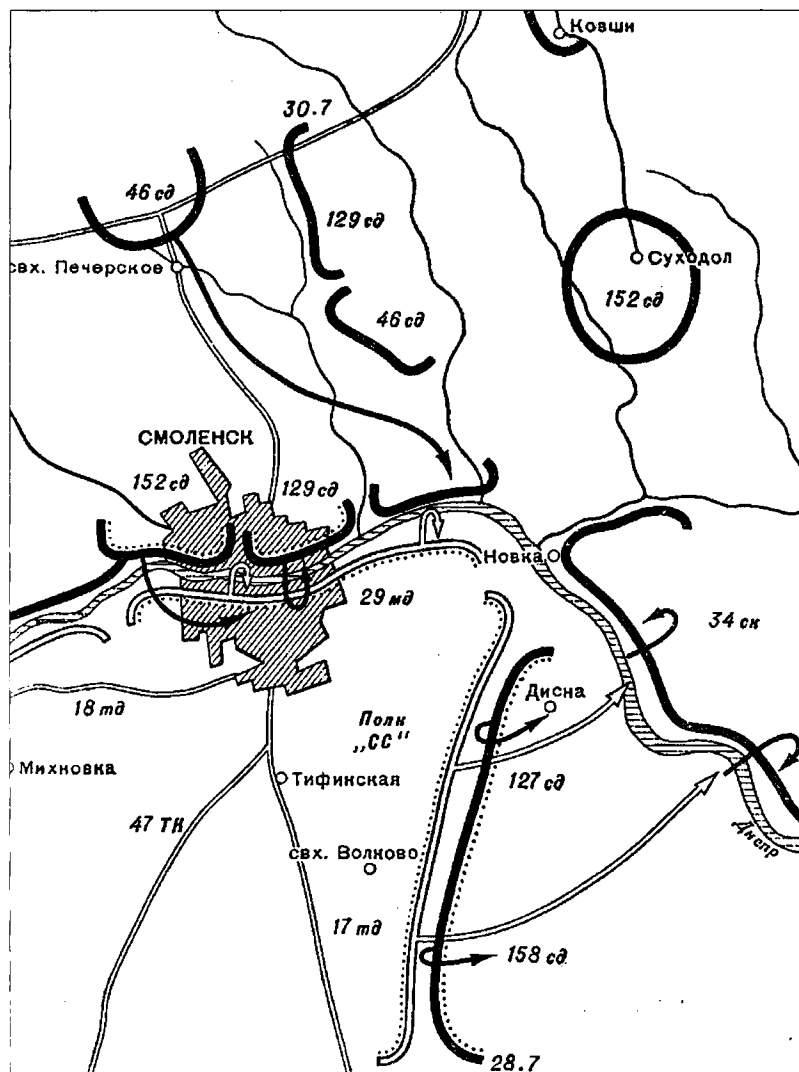 Ковши
30.7
46 сд
129 сд
свх. Печерское
Суходол
152 сд
46 сд
СМОЛЕНСК
152 сд
129 сд
Новка
29 мд
34 ск
18 тд
Полк
„СС“
Дисна
Михновка
Тифинская
127 сд
47 ТК
Днепр
свх. Волково
17 тд
158 сд
28.7